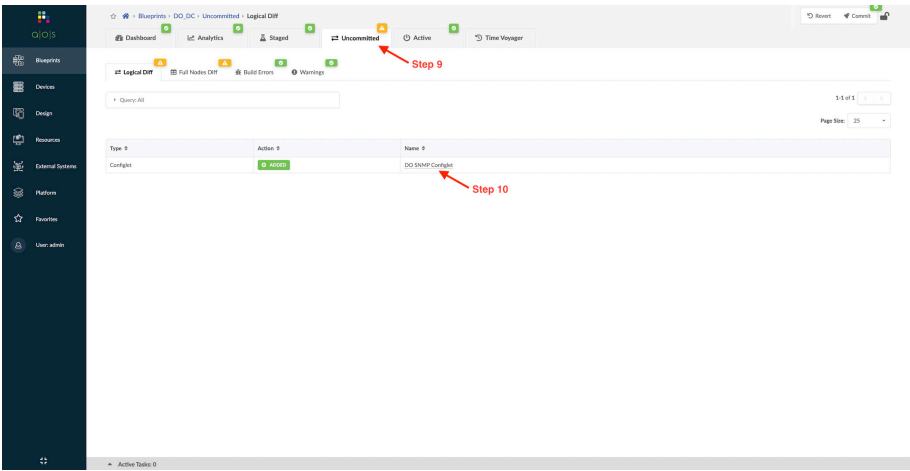 Blueprints › DO_DC › Uncommitted › Logical Diff
Revert
Commit
a|o|s
Dashboard
Analytics
Staged
Uncommitted
Active
Time Voyager
Step 9
Blueprints
Devices
Design
Resources
External Systems
Platform
Favorites
User: admin
Logical Diff
Full Nodes Diff
Build Errors
Warnings
Query: All
1-1 of 1
Page Size: 25
Type
Action
Name
Configlet
ADDED
DO SNMP Configlet
Step 10
Active Tasks: 0